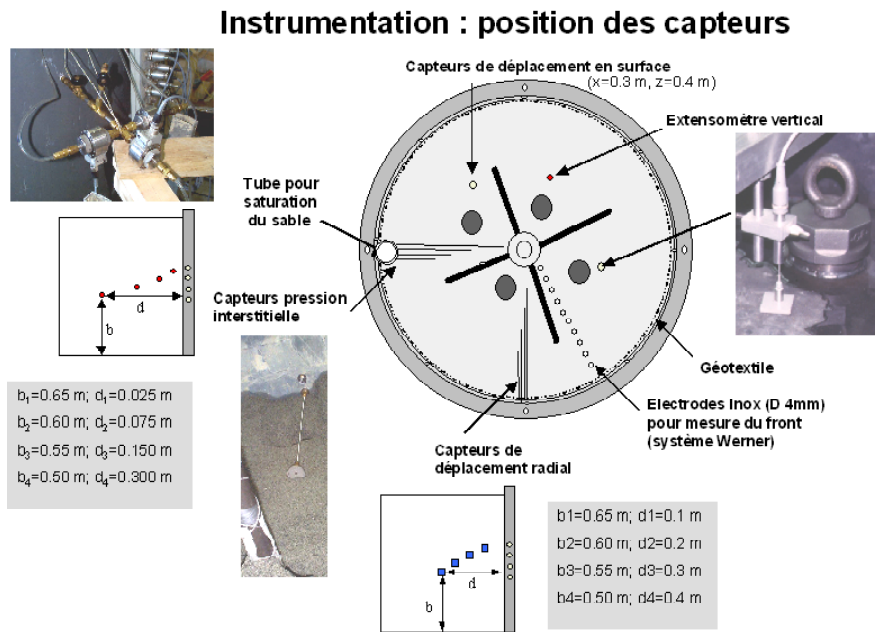 Instrumentation : position des capteurs
Capteurs de déplacement en surface
(x=0.3 m, z=0.4 m)
Extensomètre vertical
Tube pour
saturation
du sable
Capteurs pression
interstitielle
d
b
b1=0.65 m; d1=0.025 m
b2=0.60 m; d2=0.075 m
b3=0.55 m; d3=0.150 m
b4=0.50 m; d4=0.300 m
Géotextile
Electrodes Inox (D 4mm)
pour mesure du front
(système Werner)
Capteurs de
déplacement radial
d
b
b1=0.65 m; d1=0.1 m
b2=0.60 m; d2=0.2 m
b3=0.55 m; d3=0.3 m
b4=0.50 m; d4=0.4 m